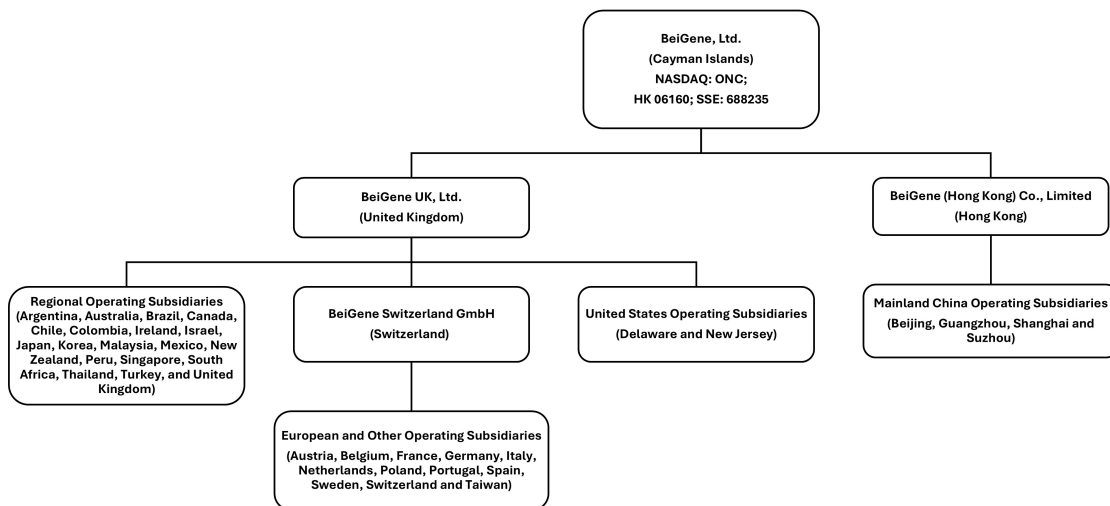 BeiGene, Ltd.
(Cayman Islands)
NASDAQ: ONC;
HK 06160; SSE: 688235
BeiGene UK, Ltd.
(United Kingdom)
BeiGene (Hong Kong) Co., Limited
(Hong Kong)
Regional Operating Subsidiaries
(Argentina, Australia, Brazil, Canada,
Chile, Colombia, Ireland, Israel,
Japan, Korea, Malaysia, Mexico, New
Zealand, Peru, Singapore, South
Africa, Thailand, Turkey, and United
Kingdom)
BeiGene Switzerland GmbH
(Switzerland)
United States Operating Subsidiaries
(Delaware and New Jersey)
Mainland China Operating Subsidiaries
(Beijing, Guangzhou, Shanghai and
Suzhou)
European and Other Operating Subsidiaries
(Austria, Belgium, France, Germany, Italy,
Netherlands, Poland, Portugal, Spain,
Sweden, Switzerland and Taiwan)